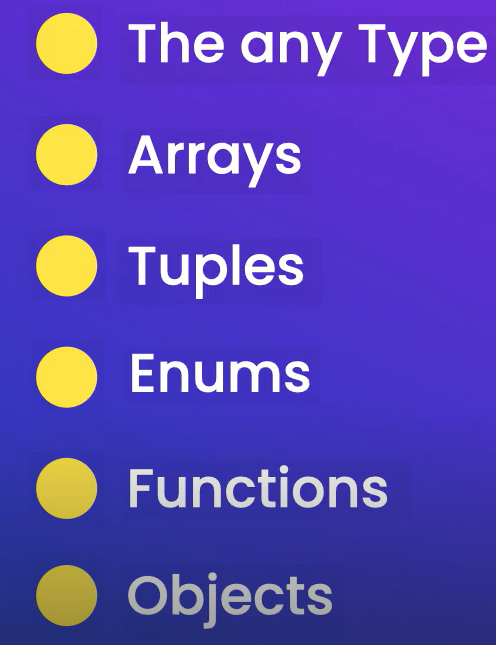 The any Type
Arrays
Tuples
Enums
Functions
Objects